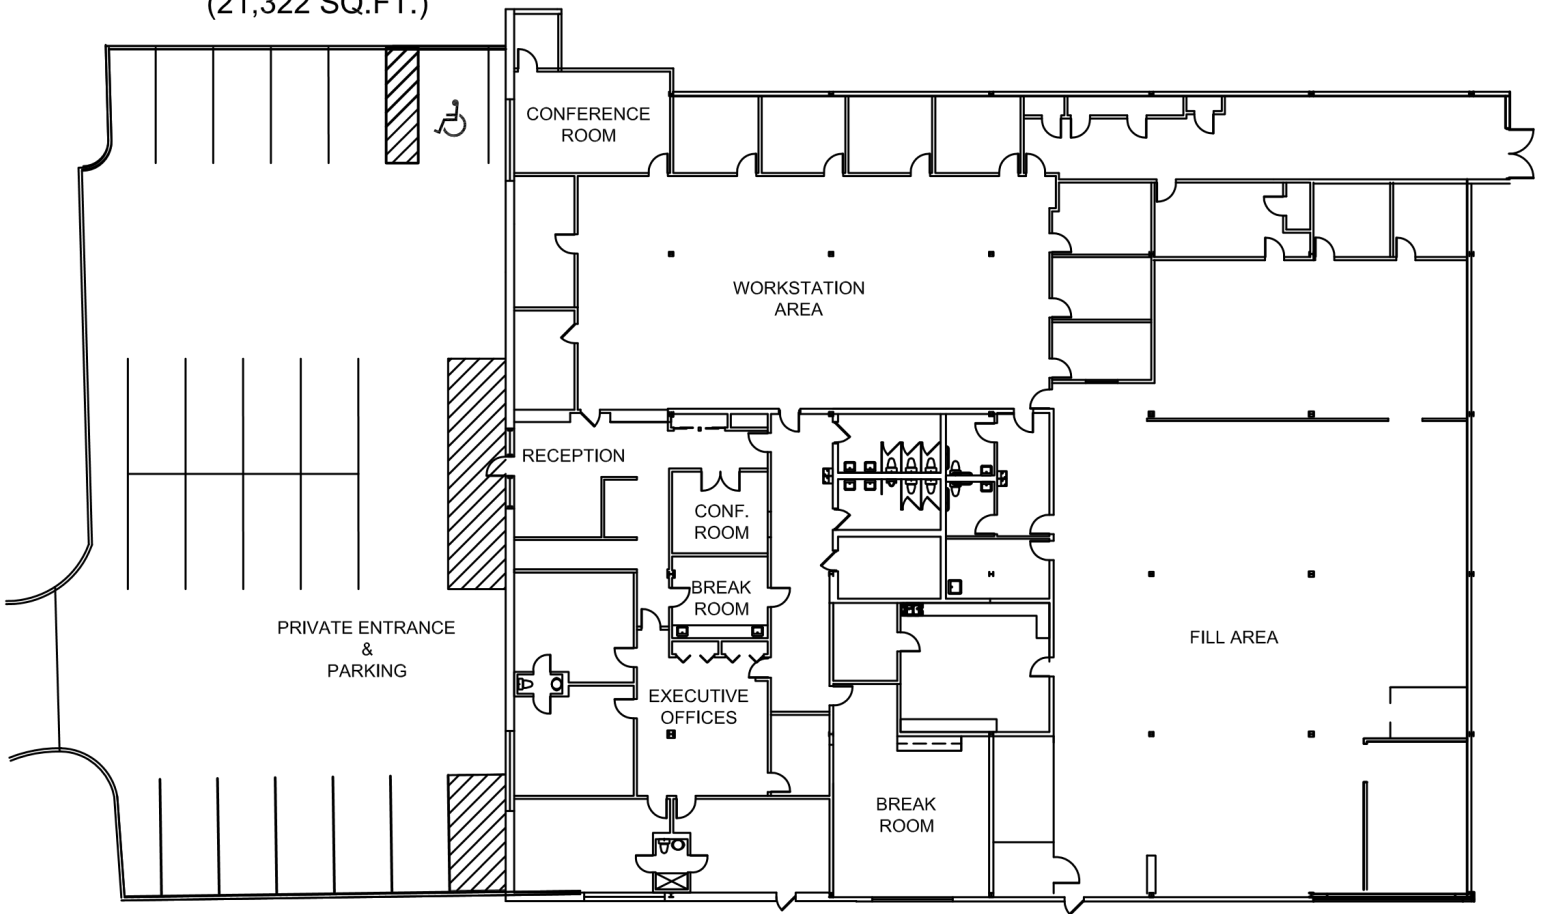 (21,322 SQ.FT.)
CONFERENCE
ROOM
WORKSTATION
AREA
RECEPTION
CONF.
ROOM
BREAK
ROOM
PRIVATE ENTRANCE
&
PARKING
FILL AREA
EXECUTIVE
OFFICES
BREAK
ROOM